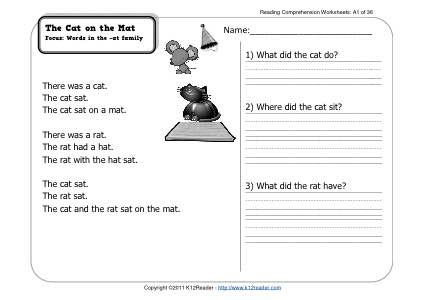 Reading Comprehension Worksheets: A1 of 36
The Cat on the Mat
Focus: Words in the –at family
Name:
There was a cat.
The cat sat.
The cat sat on a mat.
There was a rat.
The rat had a hat.
The rat with the hat sat.
The cat sat.
The rat sat.
The cat and the rat sat on the mat.
1) What did the cat do?
2) Where did the cat sit?
3) What did the rat have?
Copyright ©2011 K12Reader - http://www.k12reader.com